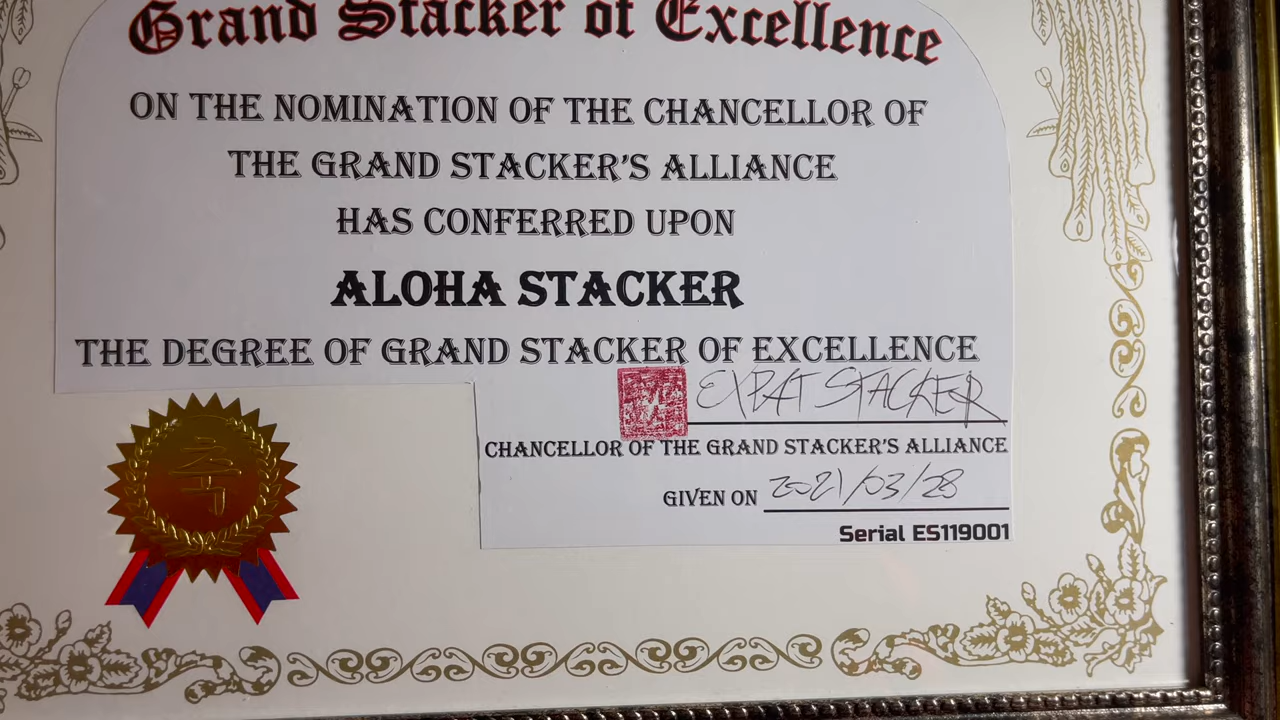 Grand Stacker of Excellence
ON THE NOMINATION OF THE CHANCELLOR OF
THE GRAND STACKER'S ALLIANCE
HAS CONFERRED UPON
ALOHA STACKER
THE DEGREE OF GRAND STACKER OF EXCELLENCE
EXPAT STACKER
CHANCELLOR OF THE GRAND STACKER'S ALLIANCE
GIVEN ON 2021/03/28
Serial ES119001
축